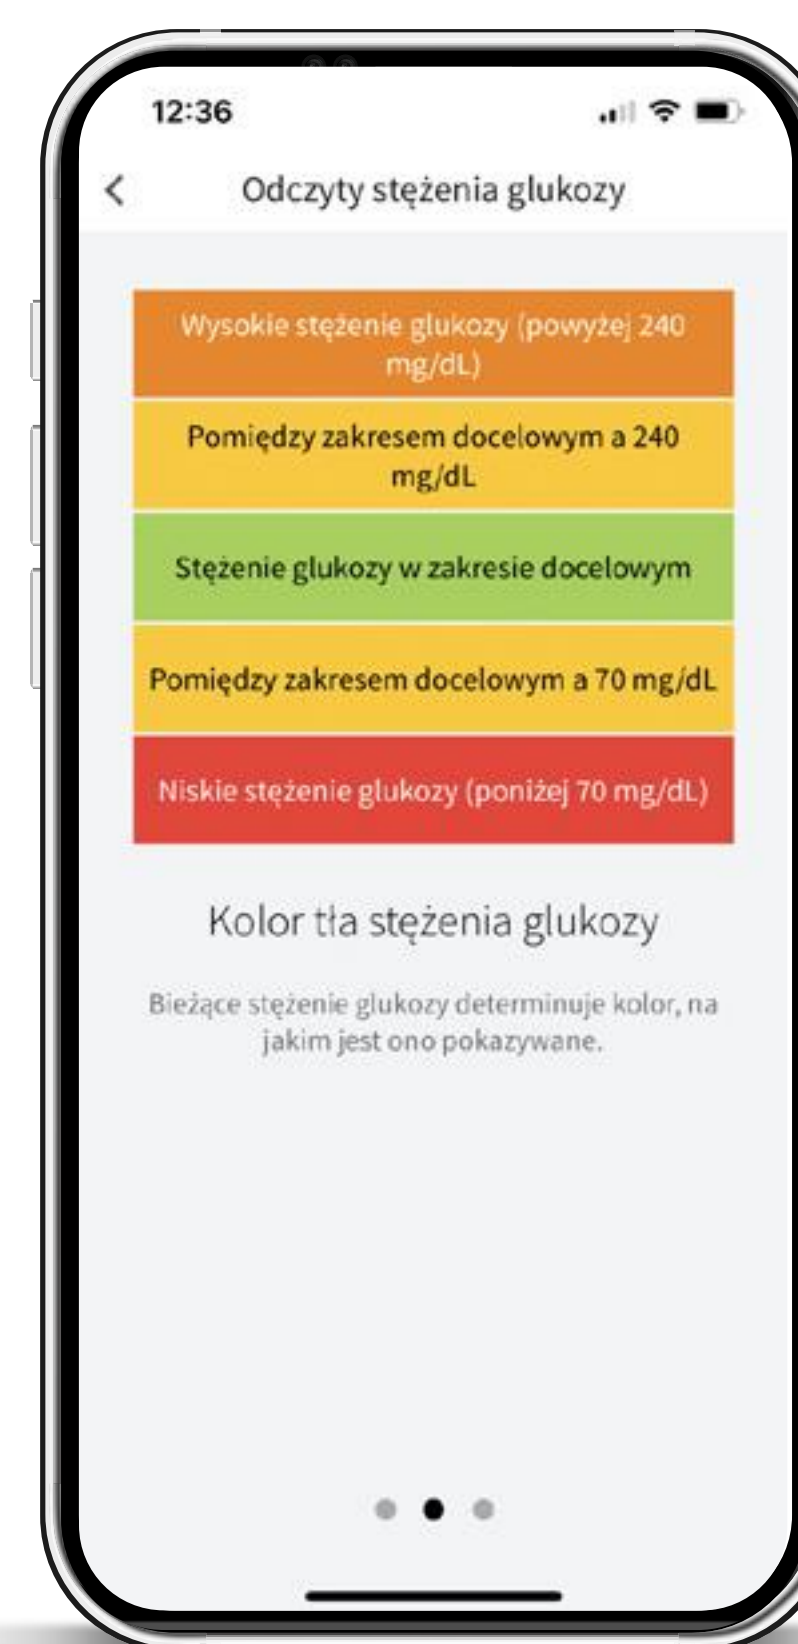 12:36
Odczyty stężenia glukozy
Wysokie stężenie glukozy (powyżej 240
mg/dL)
Pomiędzy zakresem docelowym a 240
mg/dL
Stężenie glukozy w zakresie docelowym
Pomiędzy zakresem docelowym a 70 mg/dL
Niskie stężenie glukozy (poniżej 70 mg/dL)
Kolor tła stężenia glukozy
Bieżące stężenie glukozy determinuje kolor, na
jakim jest ono pokazywane.